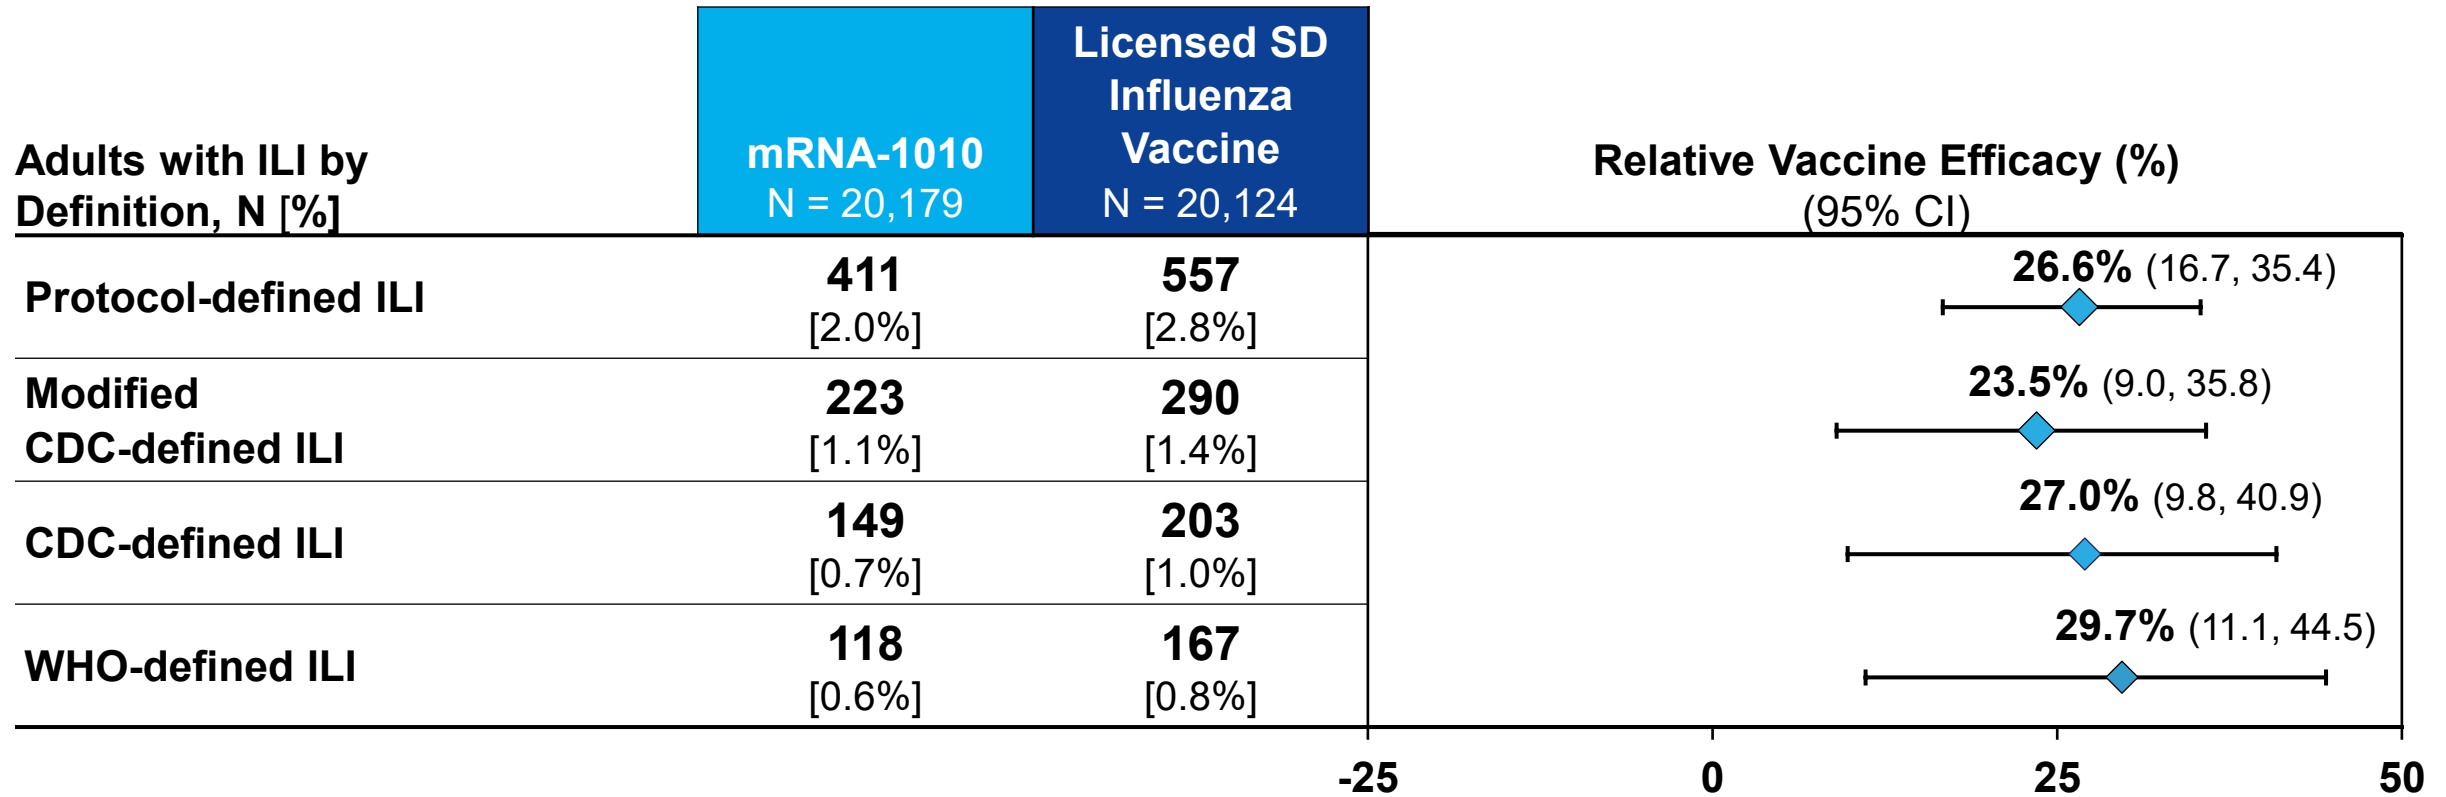 Adults with ILI by
Definition, N [%]
mRNA-1010
N = 20,179
Licensed SD
Influenza
Vaccine
N = 20,124
Relative Vaccine Efficacy (%)
(95% CI)
Protocol-defined ILI
411
[2.0%]
557
[2.8%]
26.6% (16.7, 35.4)
Modified
CDC-defined ILI
223
[1.1%]
290
[1.4%]
23.5% (9.0, 35.8)
CDC-defined ILI
149
[0.7%]
203
[1.0%]
27.0% (9.8, 40.9)
WHO-defined ILI
118
[0.6%]
167
[0.8%]
29.7% (11.1, 44.5)
-25 0 25 50